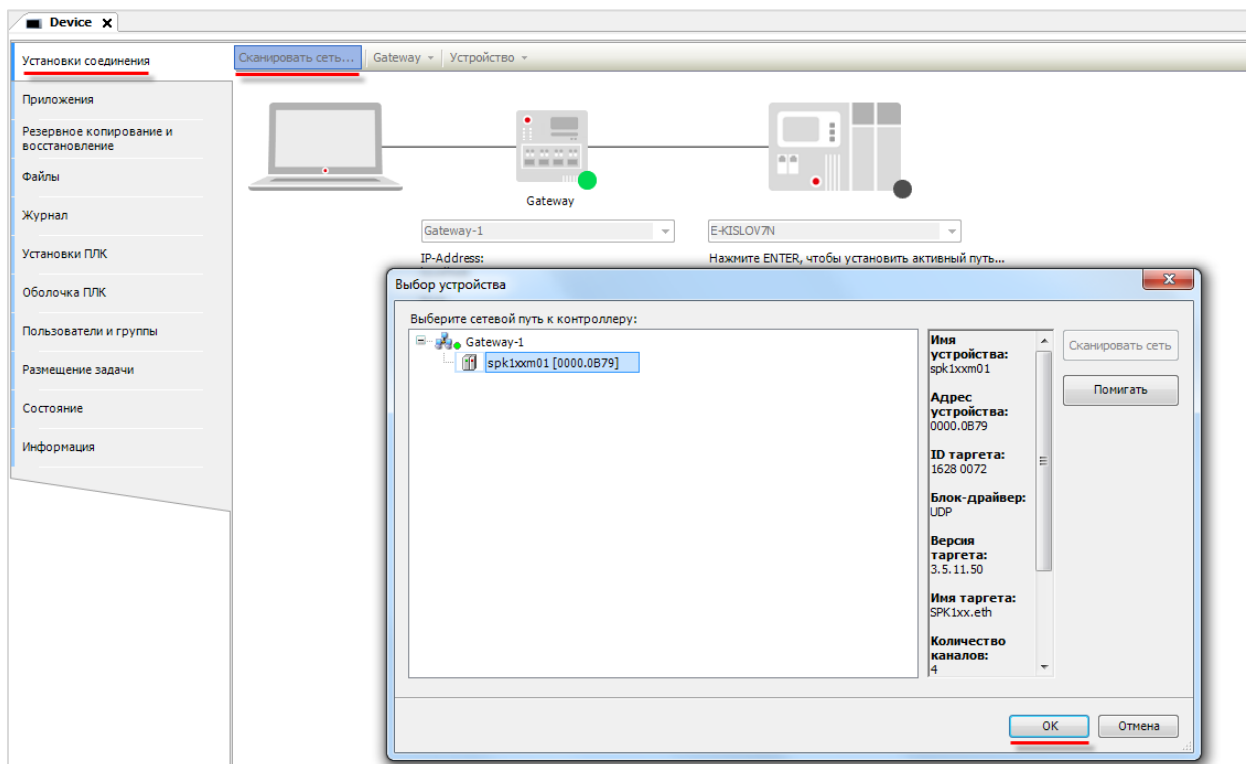 Device
Установки соединения
Сканировать сеть...
Gateway
Устройство
Приложения
Резервное копирование и
восстановление
Файлы
Журнал
Установки ПЛК
Оболочка ПЛК
Пользователи и группы
Размещение задачи
Состояние
Информация
Gateway
Gateway-1
E-KISLOV7N
IP-Address:
Нажмите ENTER, чтобы установить активный путь...
Выбор устройства
Выберите сетевой путь к контроллеру:
Gateway-1
spk1xxm01 [0000.0B79]
Имя
устройства:
spk1xxm01
Адрес
устройства:
0000.0B79
ID таргета:
1628 0072
Блок-драйвер:
UDP
Версия
таргета:
3.5.11.50
Имя таргета:
SPK1xx.eth
Количество
каналов:
4
Сканировать сеть
Помигать
OK
Отмена